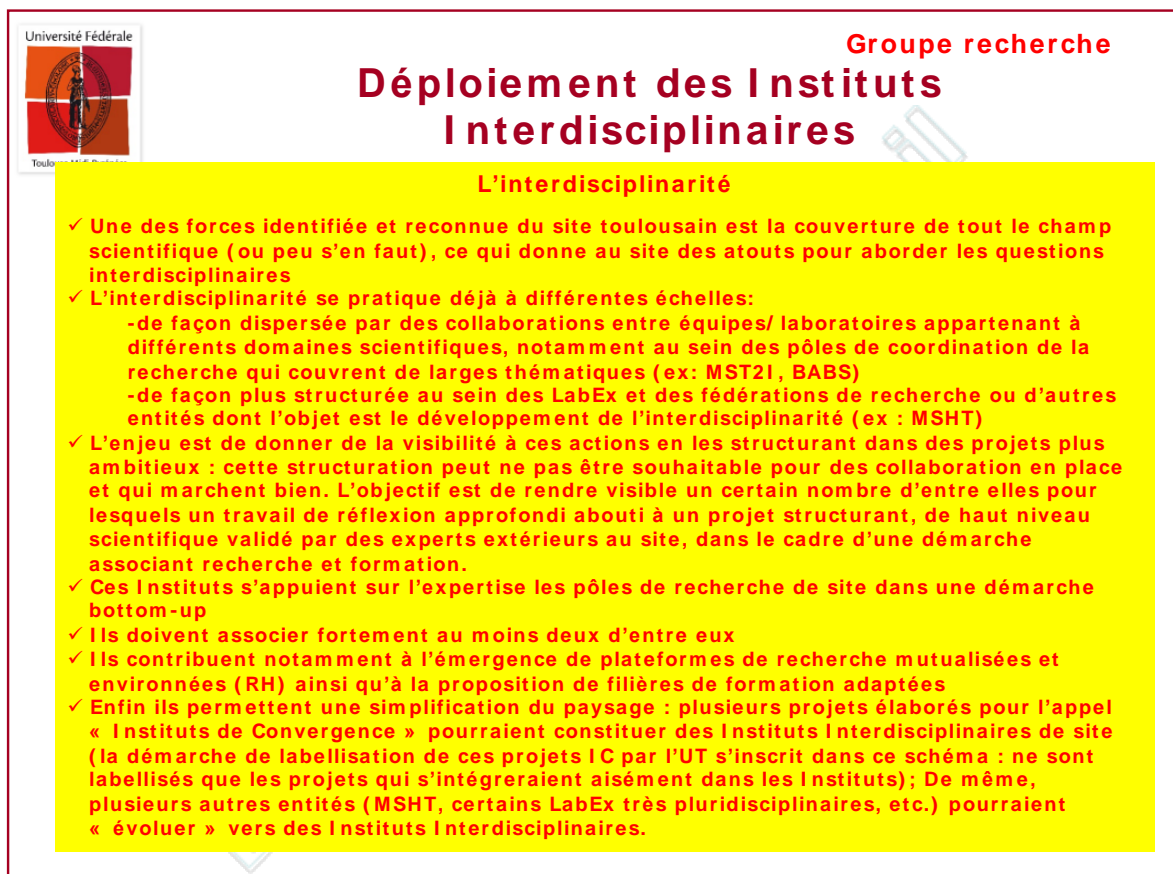 Université Fédérale
Groupe recherche
Déploiement des Instituts
Interdisciplinaires
L'interdisciplinarité
✓ Une des forces identifiée et reconnue du site toulousain est la couverture de tout le champ
scientifique (ou peu s'en faut), ce qui donne au site des atouts pour aborder les questions
interdisciplinaires
✓ L'interdisciplinarité se pratique déjà à différentes échelles:
-de façon dispersée par des collaborations entre équipes/ laboratoires appartenant à
différents domaines scientifiques, notamment au sein des pôles de coordination de la
recherche qui couvrent de larges thématiques (ex: MST2I, BABS)
-de façon plus structurée au sein des LabEx et des fédérations de recherche ou d'autres
entités dont l'objet est le développement de l'interdisciplinarité (ex : MSHT)
✓ L'enjeu est de donner de la visibilité à ces actions en les structurant dans des projets plus
ambitieux : cette structuration peut ne pas être souhaitable pour des collaboration en place
et qui marchent bien. L'objectif est de rendre visible un certain nombre d'entre elles pour
lesquels un travail de réflexion approfondi abouti à un projet structurant, de haut niveau
scientifique validé par des experts extérieurs au site, dans le cadre d'une démarche
associant recherche et formation.
✓ Ces Instituts s'appuient sur l'expertise les pôles de recherche de site dans une démarche
bottom-up
✓ Ils doivent associer fortement au moins deux d'entre eux
✓ Ils contribuent notamment à l'émergence de plateformes de recherche mutualisées et
environnées (RH) ainsi qu'à la proposition de filières de formation adaptées
✓ Enfin ils permettent une simplification du paysage : plusieurs projets élaborés pour l'appel
« Instituts de Convergence » pourraient constituer des Instituts Interdisciplinaires de site
(la démarche de labellisation de ces projets IC par l'UT s'inscrit dans ce schéma : ne sont
labellisés que les projets qui s'intégreraient aisément dans les Instituts); De même,
plusieurs autres entités (MSHT, certains LabEx très pluridisciplinaires, etc.) pourraient
« évoluer » vers des Instituts Interdisciplinaires.